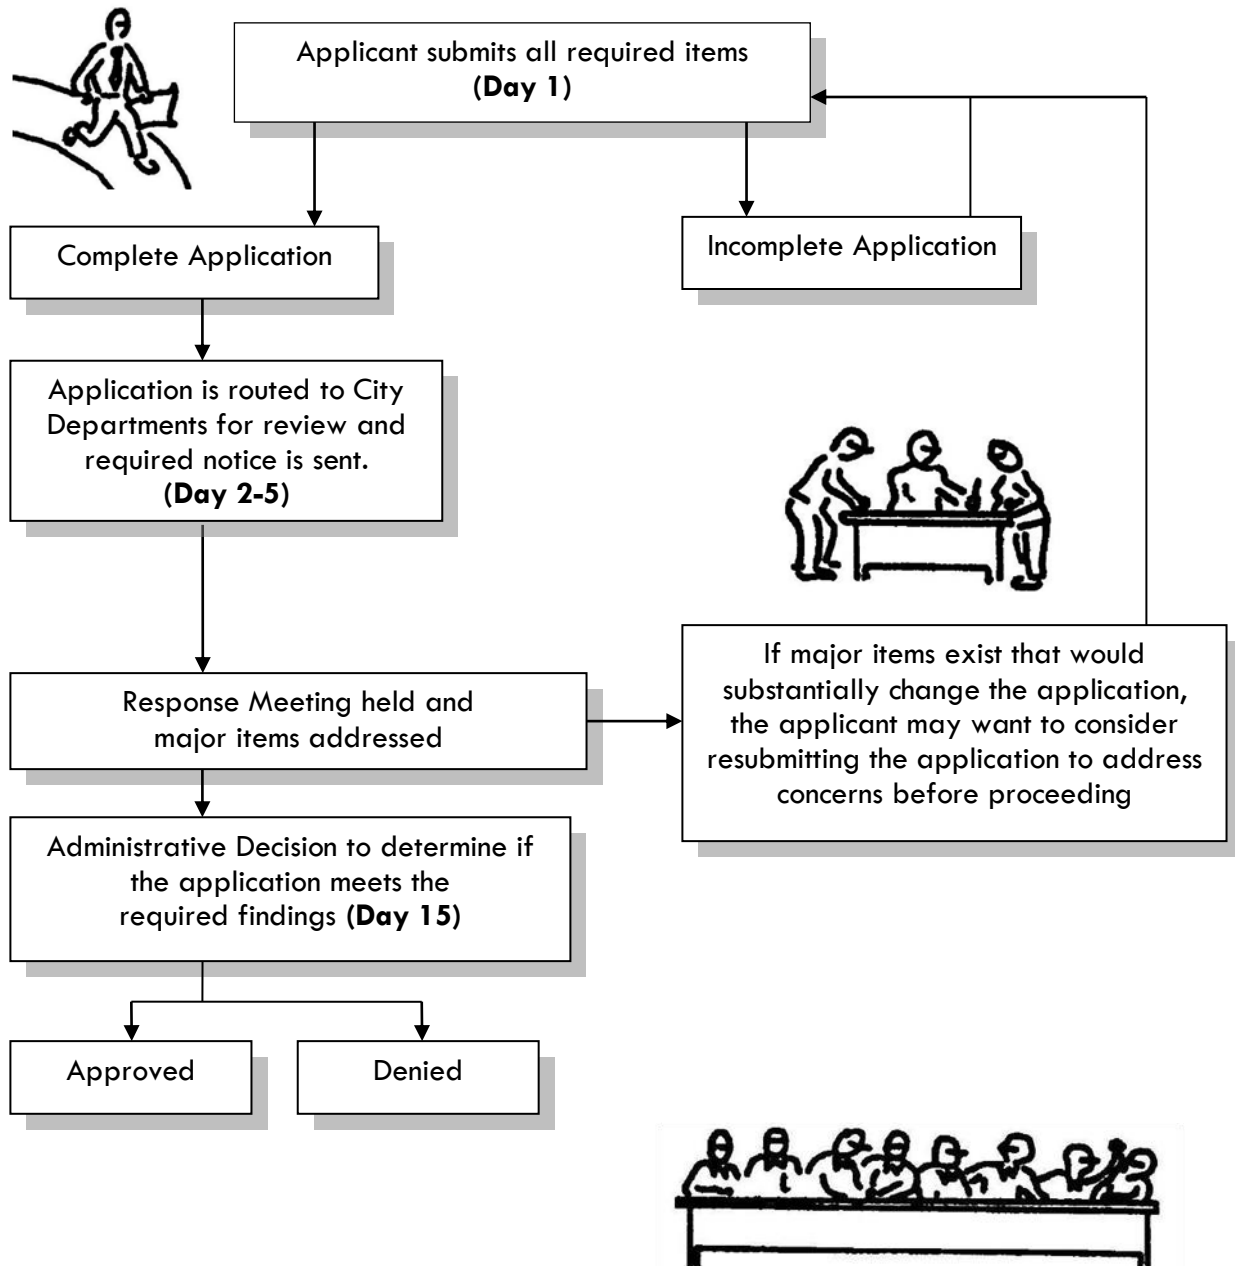 Applicant submits all required items
(Day 1)
Complete Application
Incomplete Application
Application is routed to City
Departments for review and
required notice is sent.
(Day 2-5)
Response Meeting held and
major items addressed
If major items exist that would
substantially change the application,
the applicant may want to consider
resubmitting the application to address
concerns before proceeding
Administrative Decision to determine if
the application meets the
required findings (Day 15)
Approved
Denied